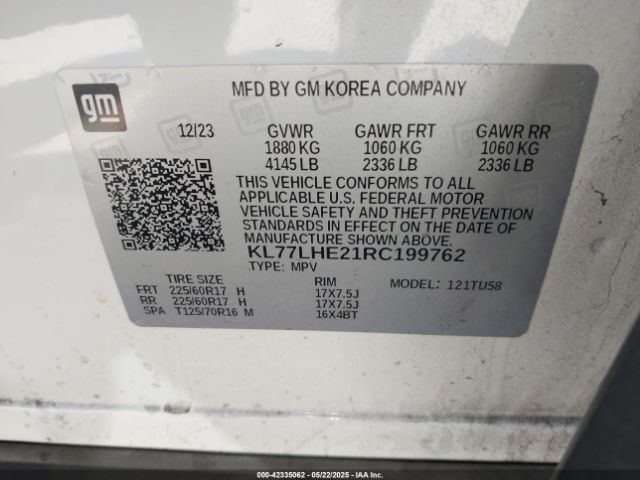 gm
MFD BY GM KOREA COMPANY
12/23 GVWR GAWR FRT GAWR RR
1880 KG 1060 KG 1060 KG
4145 LB 2336 LB 2336 LB
THIS VEHICLE CONFORMS TO ALL
APPLICABLE U.S. FEDERAL MOTOR
VEHICLE SAFETY AND THEFT PREVENTION
STANDARDS IN EFFECT ON THE DATE OF
MANUFACTURE SHOWN ABOVE.
KL77LHE21RC199762
TYPE: MPV
TIRE SIZE RIM MODEL: 121TU58
FRT 225/60R17 H 17X7.5J
RR 225/60R17 H 17X7.5J
SPA T125/70R16 M 16X4BT
000-42335062 - 05/22/2025 - IAAI, Inc.